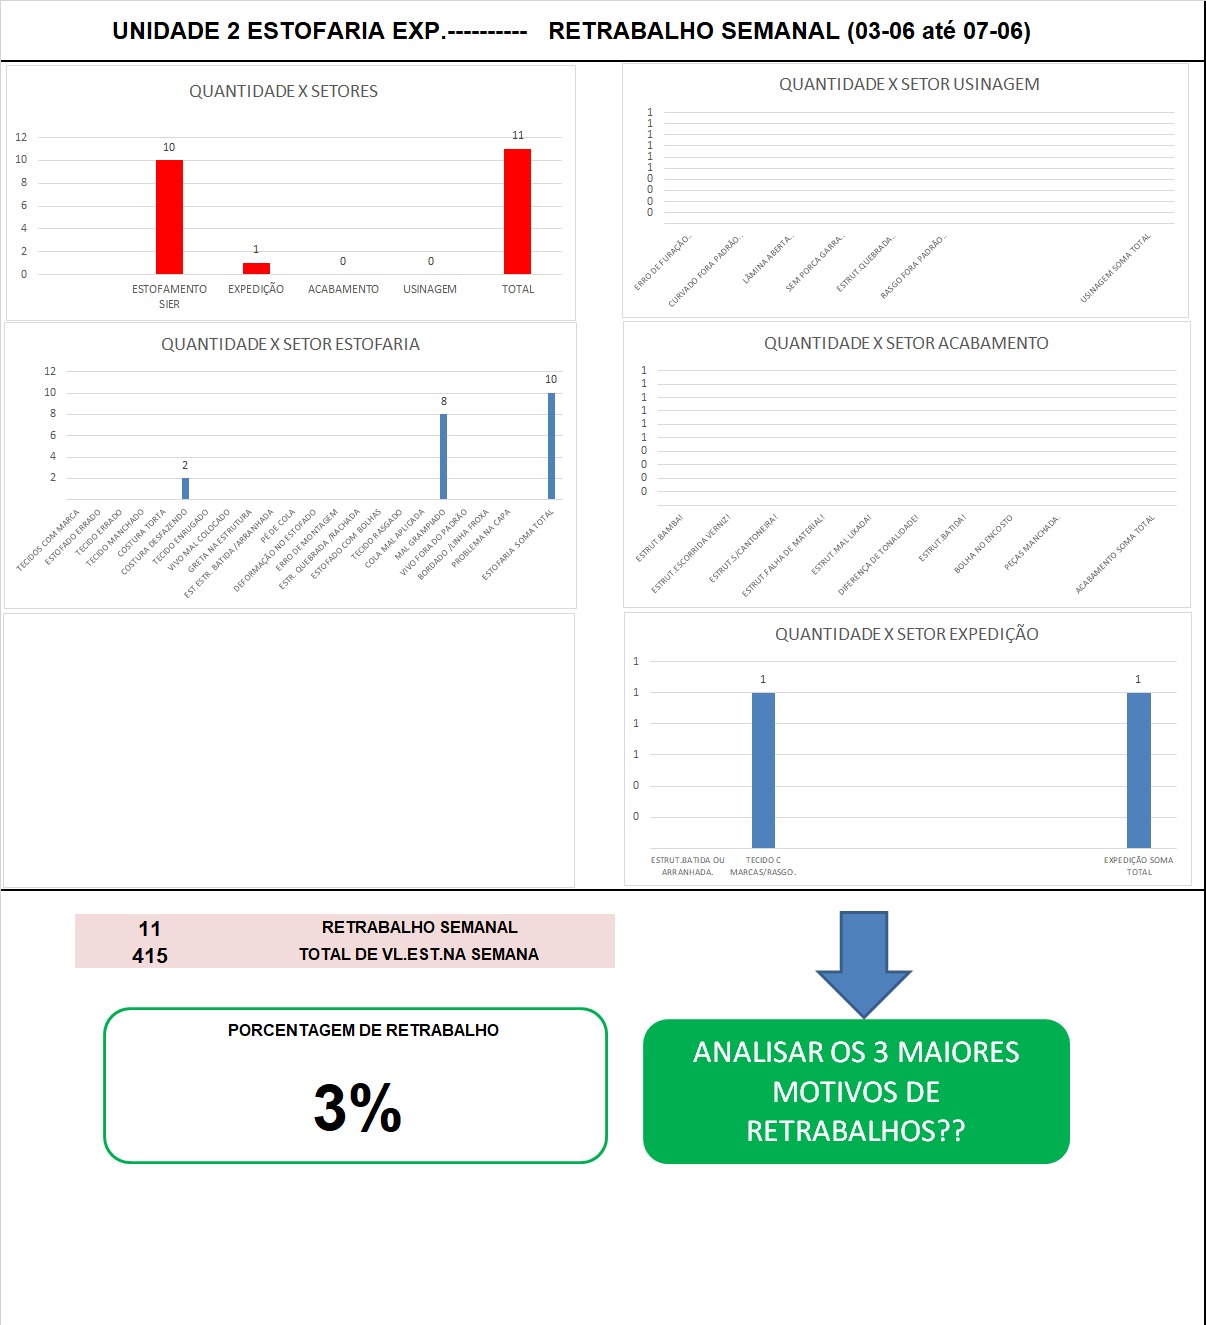 UNIDADE 2 ESTOFARIA EXP.---------- RETRABALHO SEMANAL (03-06 até 07-06)
QUANTIDADE X SETORES
12
10
8
6
4
2
0
10
1
0
0
11
ESTOFAMENTO SIER
EXPEDIÇÃO
ACABAMENTO
USINAGEM
TOTAL
QUANTIDADE X SETOR USINAGEM
1
1
1
1
1
1
0
0
0
0
ERRO DE FURAÇÃO..
CURVADO FORA PADRÃO..
LÂMINA ABERTA..
SEM PORCA GARRA..
ESTRUT.QUEBRADA..
RASGO FORA PADRÃO..
USINAGEM SOMA TOTAL
QUANTIDADE X SETOR ESTOFARIA
12
10
8
6
4
2
2
8
10
TECIDOS COM MARCA
ESTOFADO ERRADO
TECIDO ERRADO
TECIDO MANCHADO
COSTURA TORTA
COSTURA DESFAZENDO
TECIDO ENRUGADO
VIVO MAL COLOCADO
GRETA NA ESTRUTURA
EST.ESTR. BATIDA /ARRANHADA
PÉ DE COLA
DEFORMAÇÃO NO ESTOFADO
ERRO DE MONTAGEM
ESTR. QUEBRADA /RACHADA
ESTOFADO COM BOLHAS
TECIDO RASGADO
COLA MAL APLICADA
MAL GRAMPIADO
VIVO FORA DO PADRÃO
BORDADO /LINHA FROXA
PROBLEMA NA CAPA
ESTOFARIA SOMA TOTAL
QUANTIDADE X SETOR ACABAMENTO
1
1
1
1
1
1
0
0
0
0
ESTRUT.BAMBA!
ESTRUT.ESCORRIDA VERNIZ!
ESTRUT.S/CANTONEIRA!
ESTRUT.FALHA DE MATERIAL!
ESTRUT.MAL LIXADA!
DIFERENÇA DE TONALIDADE!
ESTRUT.BATIDA!
BOLHA NO ENCOSTO
PEÇAS MANCHADA.
ACABAMENTO SOMA TOTAL
QUANTIDADE X SETOR EXPEDIÇÃO
1
1
1
1
0
0
1
1
ESTRUT.BATIDA OU
ARRANHADA.
TECIDO C
MARCAS/RASGO.
EXPEDIÇÃO SOMA
TOTAL
11 RETRABALHO SEMANAL
415 TOTAL DE VL.EST.NA SEMANA
PORCENTAGEM DE RETRABALHO
3%
ANALISAR OS 3 MAIORES
MOTIVOS DE
RETRABALHOS??